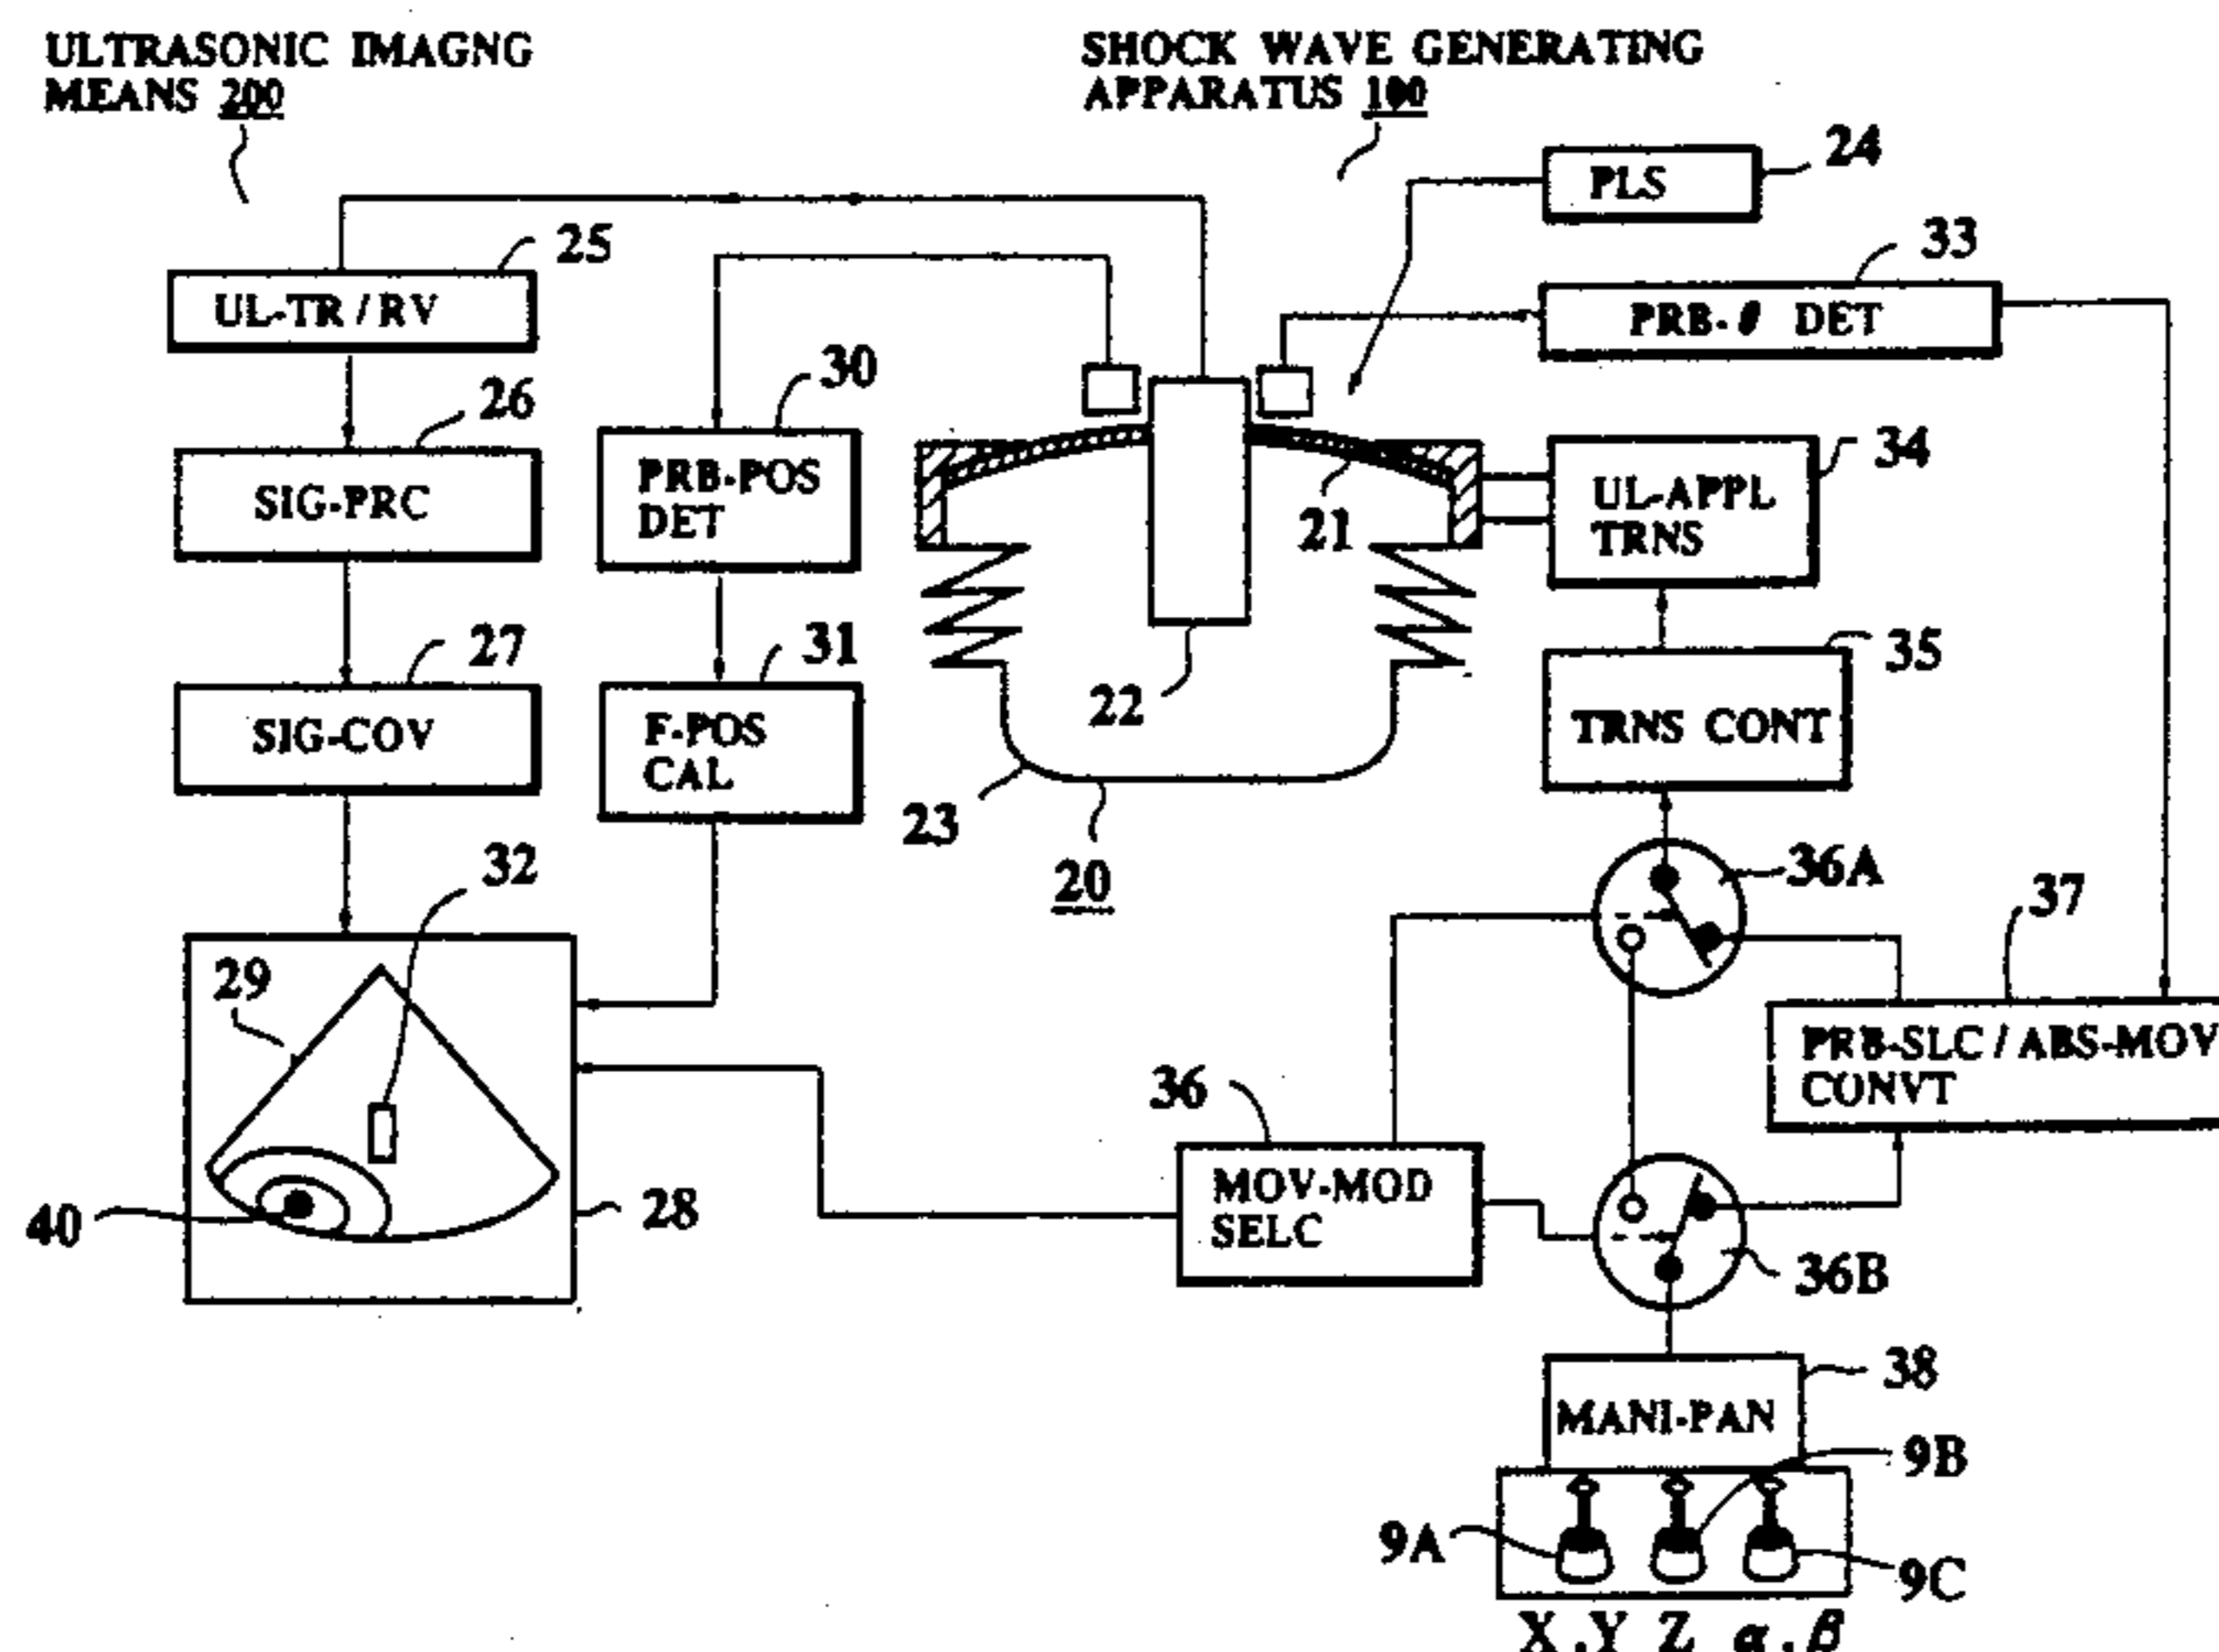 ULTRASONIC IMAGNG
MEANS 200
SHOCK WAVE GENERATING
APPARATUS 100
PLS
24
33
25
UL-TR / RV
PRB-θ DET
30
26
34
PRB-POS
DET
SIG-PRC
UL-APPL
TRNS
21
27
31
35
22
SIG-COV
F-POS
CAL
TRNS CONT
23
32
20
36A
37
29
PRB-SLC / ABS-MOV
CONVT
36
MOV-MOD
SELC
40
28
36B
38
MANI-PAN
9B
9A
9C
X . Y Z α . β